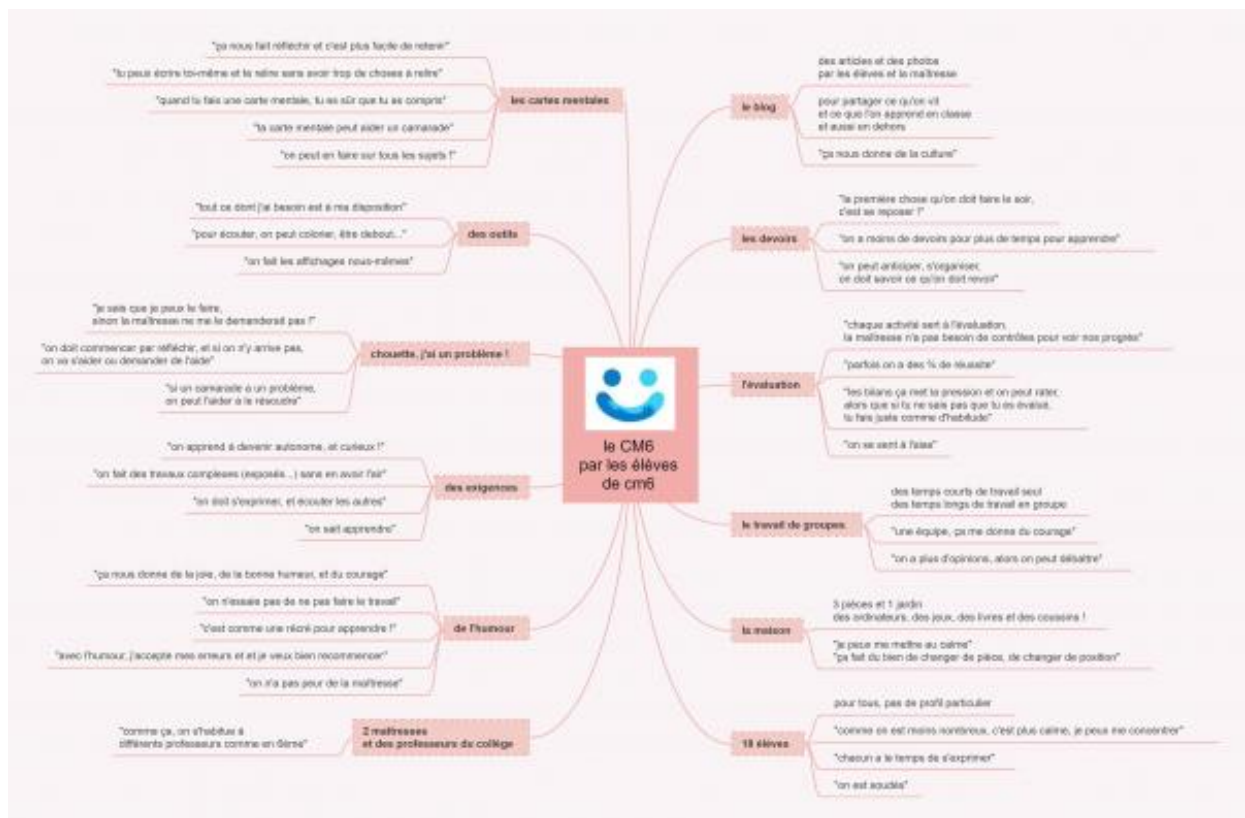 le CM6
par les élèves
de cm6
les cartes mentales
"ça nous fait réfléchir et c'est plus facile de retenir"
"tu peux écrire toi-même et la relire sans avoir trop de choses à relire"
"quand tu fais une carte mentale, tu es sûr que tu as compris"
"ta carte mentale peut aider un camarade"
"on peut en faire sur tous les sujets !"
des outils
"tout ce dont j'ai besoin est à ma disposition"
"pour écouter, on peut colorier, être debout..."
"on fait les affichages nous-mêmes"
chouette, j'ai un problème !
"je sais que je peux le faire,
sinon la maîtresse ne me le demanderait pas !"
"on doit commencer par réfléchir, et si on n'y arrive pas,
on va s'aider ou demander de l'aide"
"si un camarade a un problème,
on peut l'aider à le résoudre"
des exigences
"on apprend à devenir autonome, et curieux !"
"on fait des travaux complexes (exposés...) sans en avoir l'air"
"on doit s'exprimer, et écouter les autres"
"on sait apprendre"
de l'humour
"ça nous donne de la joie, de la bonne humeur, et du courage"
"on n'essaie pas de ne pas faire le travail"
"c'est comme une récré pour apprendre !"
"avec l'humour, j'accepte mes erreurs et et je veux bien recommencer"
"on n'a pas peur de la maîtresse"
2 maîtresses
et des professeurs du collège
"comme ça, on s'habitue à
différents professeurs comme en 6ème"
le blog
des articles et des photos
par les élèves et la maîtresse
pour partager ce qu'on vit
et ce que l'on apprend en classe
et aussi en dehors
"ça nous donne de la culture"
les devoirs
"la première chose qu'on doit faire le soir,
c'est se reposer !"
"on a moins de devoirs pour plus de temps pour apprendre"
"on peut anticiper, s'organiser,
on doit savoir ce qu'on doit revoir"
l'évaluation
"chaque activité sert à l'évaluation,
la maîtresse n'a pas besoin de contrôles pour voir nos progrès"
"parfois on a des % de réussite"
"les bilans ça met la pression et on peut rater,
alors que si tu ne sais pas que tu es évalué,
tu fais juste comme d'habitude"
"on se sent à l'aise"
le travail de groupes
des temps courts de travail seul
des temps longs de travail en groupe
"une équipe, ça me donne du courage"
"on a plus d'opinions, alors on peut débattre"
la maison
3 pièces et 1 jardin
des ordinateurs, des jeux, des livres et des coussins !
"je peux me mettre au calme"
"ça fait du bien de changer de pièce, de changer de position"
18 élèves
pour tous, pas de profil particulier
"comme on est moins nombreux, c'est plus calme, je peux me concentrer"
"chacun a le temps de s'exprimer"
"on est soudés"